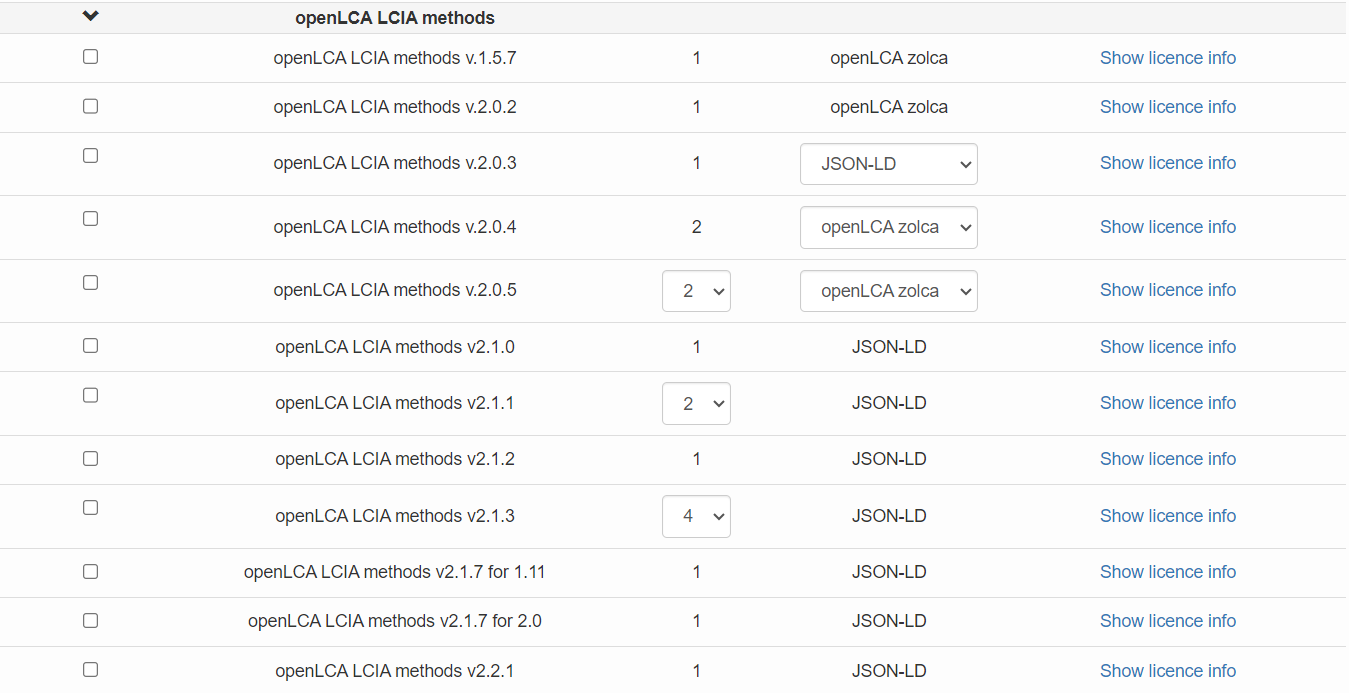 openLCA LCIA methods
openLCA LCIA methods v.1.5.7 1 openLCA zolca Show licence info
openLCA LCIA methods v.2.0.2 1 openLCA zolca Show licence info
openLCA LCIA methods v.2.0.3 1 JSON-LD Show licence info
openLCA LCIA methods v.2.0.4 2 openLCA zolca Show licence info
openLCA LCIA methods v.2.0.5 2 openLCA zolca Show licence info
openLCA LCIA methods v2.1.0 1 JSON-LD Show licence info
openLCA LCIA methods v2.1.1 2 JSON-LD Show licence info
openLCA LCIA methods v2.1.2 1 JSON-LD Show licence info
openLCA LCIA methods v2.1.3 4 JSON-LD Show licence info
openLCA LCIA methods v2.1.7 for 1.11 1 JSON-LD Show licence info
openLCA LCIA methods v2.1.7 for 2.0 1 JSON-LD Show licence info
openLCA LCIA methods v2.2.1 1 JSON-LD Show licence info